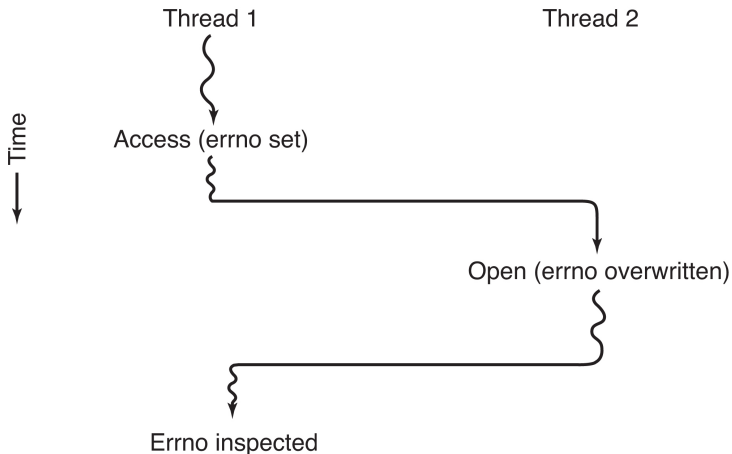 Thread 1
Thread 2
Time
Access (errno set)
Open (errno overwritten)
Errno inspected